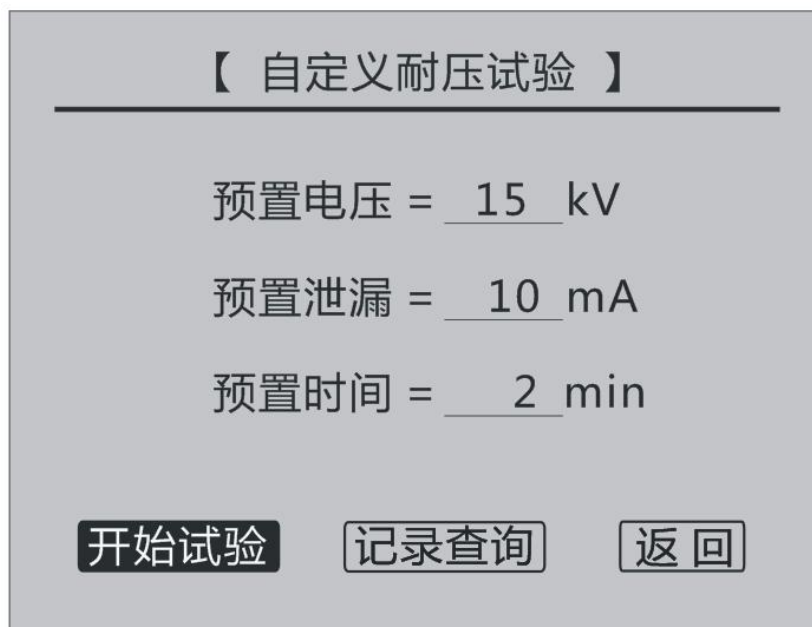 【 自定义耐压试验 】
预置电压 = 15 kV
预置泄漏 = 10 mA
预置时间 = 2 min
开始试验 记录查询 返 回